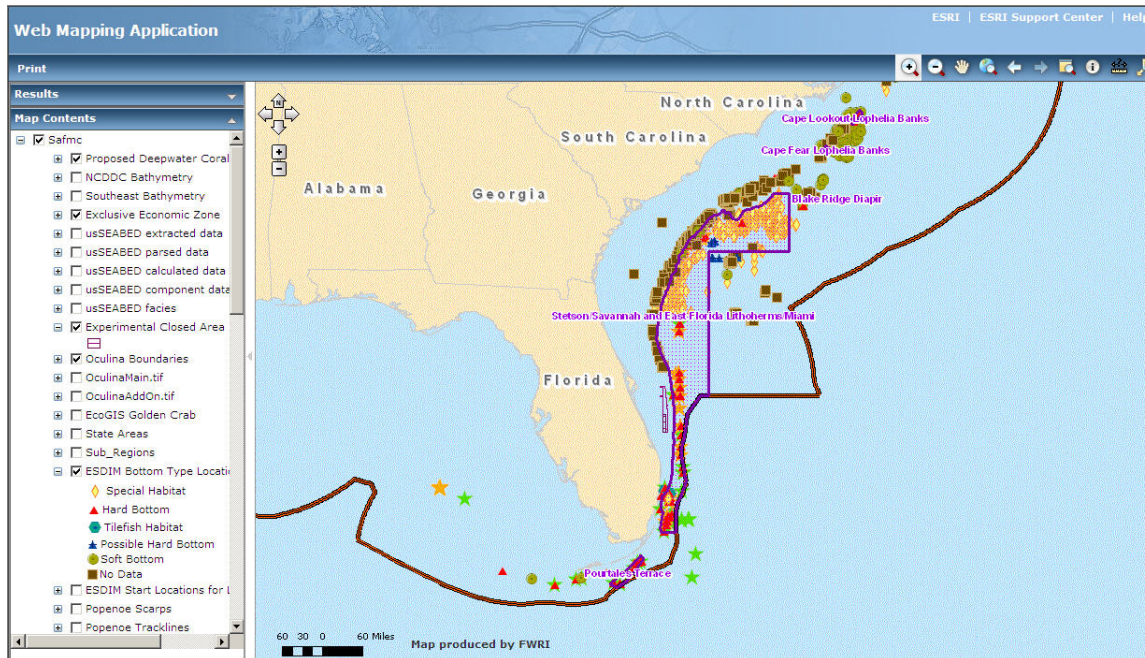 Web Mapping Application
ESRI | ESRI Support Center | Help
Print
Results
Map Contents
Safmc
Proposed Deepwater Coral
NCDDC Bathymetry
Southeast Bathymetry
Exclusive Economic Zone
usSEABED extracted data
usSEABED parsed data
usSEABED calculated data
usSEABED component data
usSEABED facies
Experimental Closed Area
Oculina Boundaries
OculinaMain.tif
OculinaAddOn.tif
EcoGIS Golden Crab
State Areas
Sub_Regions
ESDIM Bottom Type Locati
Special Habitat
Hard Bottom
Tilefish Habitat
Possible Hard Bottom
Soft Bottom
No Data
ESDIM Start Locations for L
Popenoe Scarps
Popenoe Tracklines
N
North Carolina
Cape Lookout Lophelia Banks
South Carolina
Cape Fear Lophelia Banks
Alabama
Georgia
Blake Ridge Diapir
Stetson/Savannah and East Florida Lithoherms/Miami
Florida
Pourtales Terrace
60 30 0 60 Miles
Map produced by FWRI